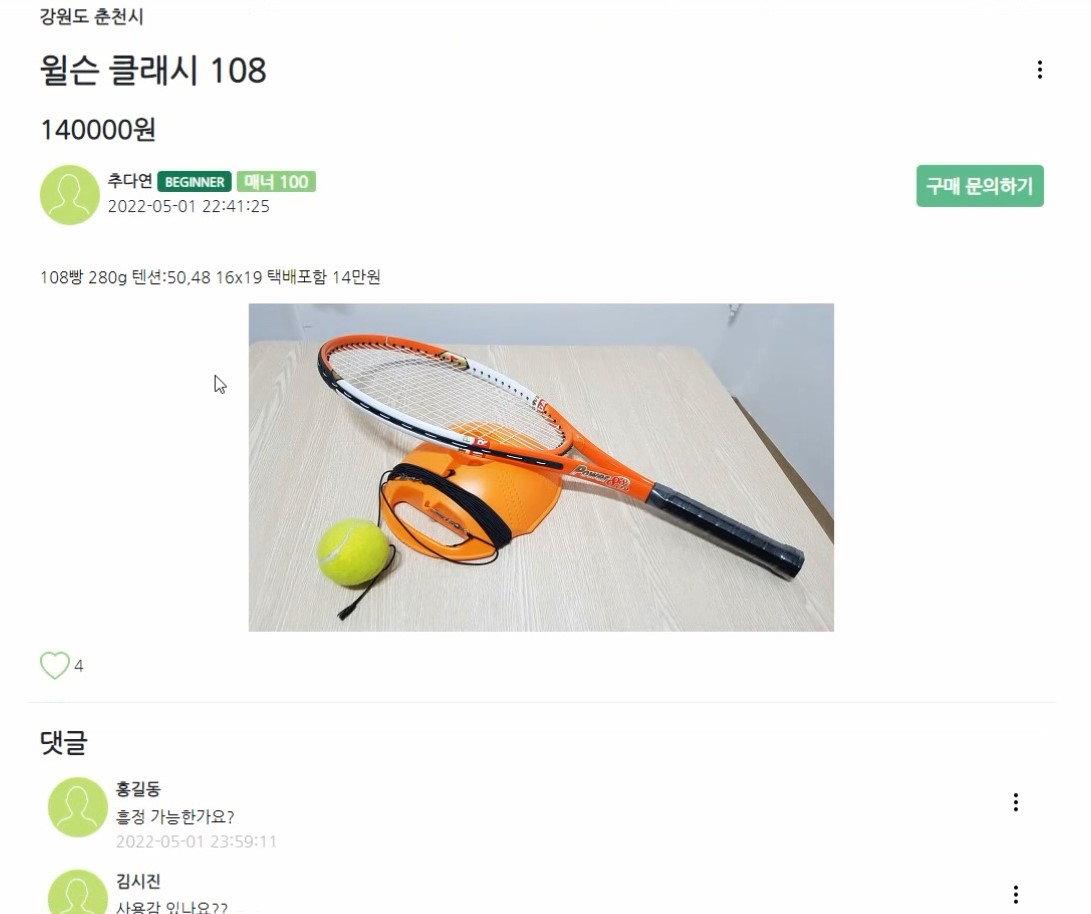 강원도 춘천시
윌슨 클래시 108
140000원
추다연 BEGINNER 매너 100
2022-05-01 22:41:25
구매 문의하기
108빵 280g 텐션:50,48 16x19 택배포함 14만원
Power
4
댓글
홍길동
흥정 가능한가요?
2022-05-01 23:59:11
김시진
사용감 있나요??